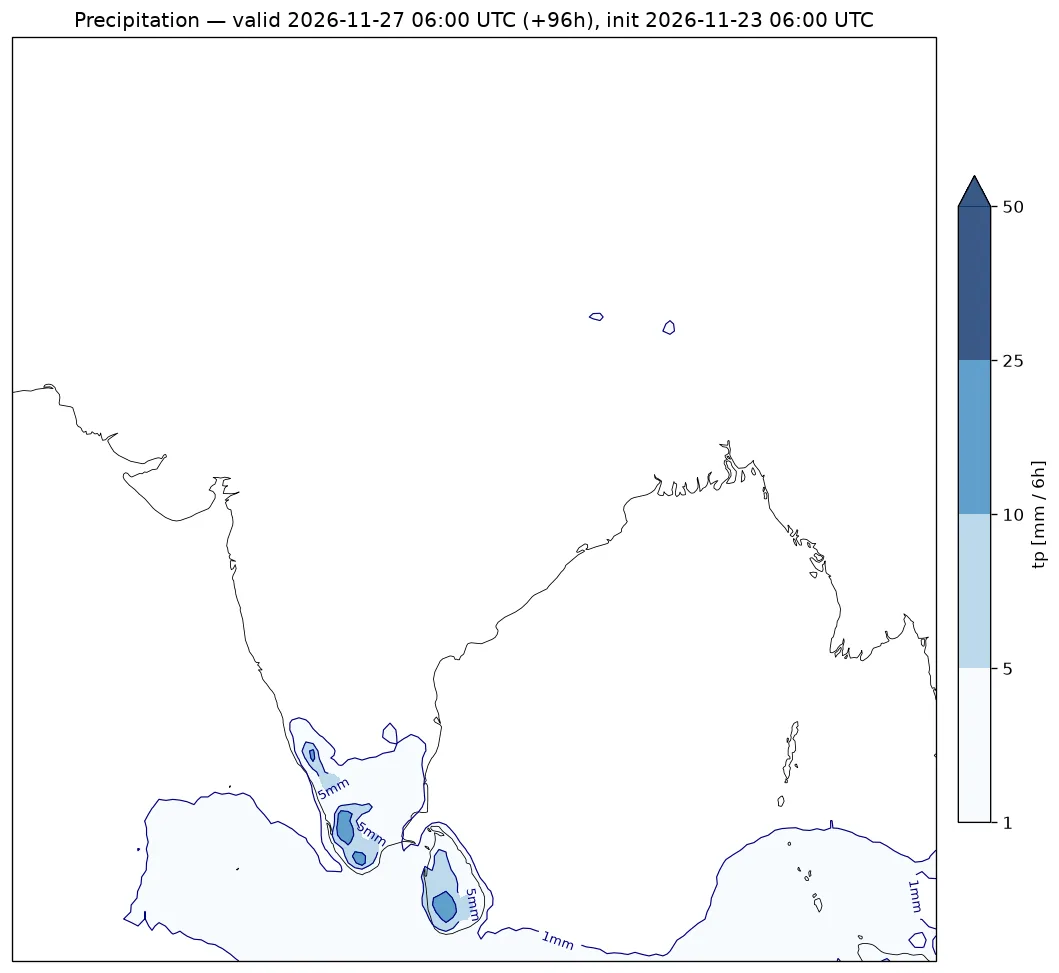 Precipitation — valid 2026-11-27 06:00 UTC (+96h), init 2026-11-23 06:00 UTC
50
25
10
5
1
tp [mm / 6h]
5mm
5mm
5mm
1mm
1mm